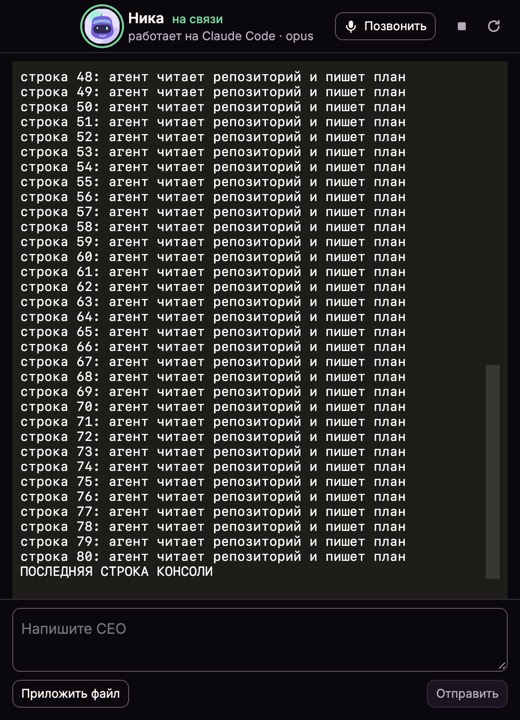 Ника на связи
работает на Claude Code · opus
Позвонить
строка 48: агент читает репозиторий и пишет план
строка 49: агент читает репозиторий и пишет план
строка 50: агент читает репозиторий и пишет план
строка 51: агент читает репозиторий и пишет план
строка 52: агент читает репозиторий и пишет план
строка 53: агент читает репозиторий и пишет план
строка 54: агент читает репозиторий и пишет план
строка 55: агент читает репозиторий и пишет план
строка 56: агент читает репозиторий и пишет план
строка 57: агент читает репозиторий и пишет план
строка 58: агент читает репозиторий и пишет план
строка 59: агент читает репозиторий и пишет план
строка 60: агент читает репозиторий и пишет план
строка 61: агент читает репозиторий и пишет план
строка 62: агент читает репозиторий и пишет план
строка 63: агент читает репозиторий и пишет план
строка 64: агент читает репозиторий и пишет план
строка 65: агент читает репозиторий и пишет план
строка 66: агент читает репозиторий и пишет план
строка 67: агент читает репозиторий и пишет план
строка 68: агент читает репозиторий и пишет план
строка 69: агент читает репозиторий и пишет план
строка 70: агент читает репозиторий и пишет план
строка 71: агент читает репозиторий и пишет план
строка 72: агент читает репозиторий и пишет план
строка 73: агент читает репозиторий и пишет план
строка 74: агент читает репозиторий и пишет план
строка 75: агент читает репозиторий и пишет план
строка 76: агент читает репозиторий и пишет план
строка 77: агент читает репозиторий и пишет план
строка 78: агент читает репозиторий и пишет план
строка 79: агент читает репозиторий и пишет план
строка 80: агент читает репозиторий и пишет план
ПОСЛЕДНЯЯ СТРОКА КОНСОЛИ
Напишите CEO
Приложить файл
Отправить